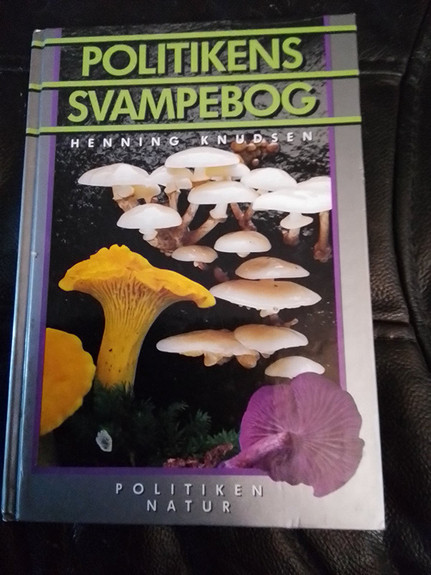 POLITIKENS
SVAMPEBOG
HENNING KNUDSEN
POLITIKEN
NATUR